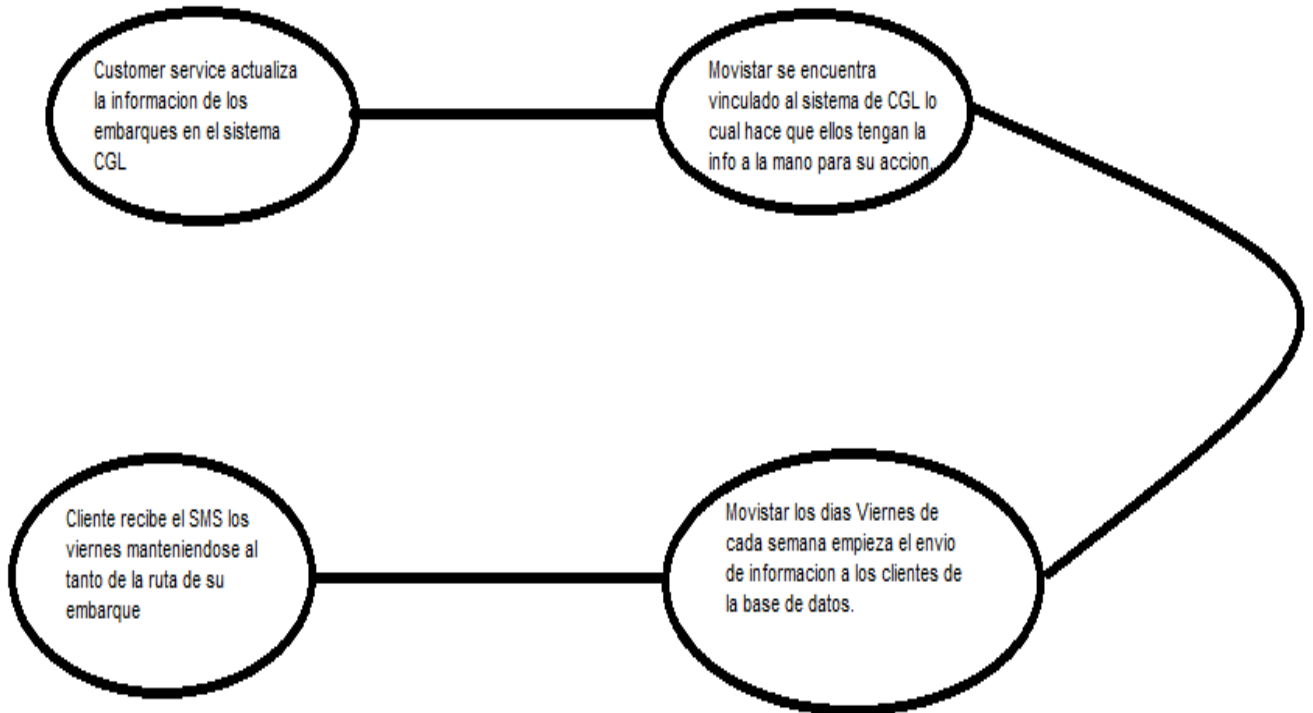 Customer service actualiza
la informacion de los
embarques en el sistema
CGL
Movistar se encuentra
vinculado al sistema de CGL lo
cual hace que ellos tengan la
info a la mano para su accion.
Movistar los dias Viernes de
cada semana empieza el envio
de informacion a los clientes de
la base de datos.
Cliente recibe el SMS los
viernes manteniendose al
tanto de la ruta de su
embarque